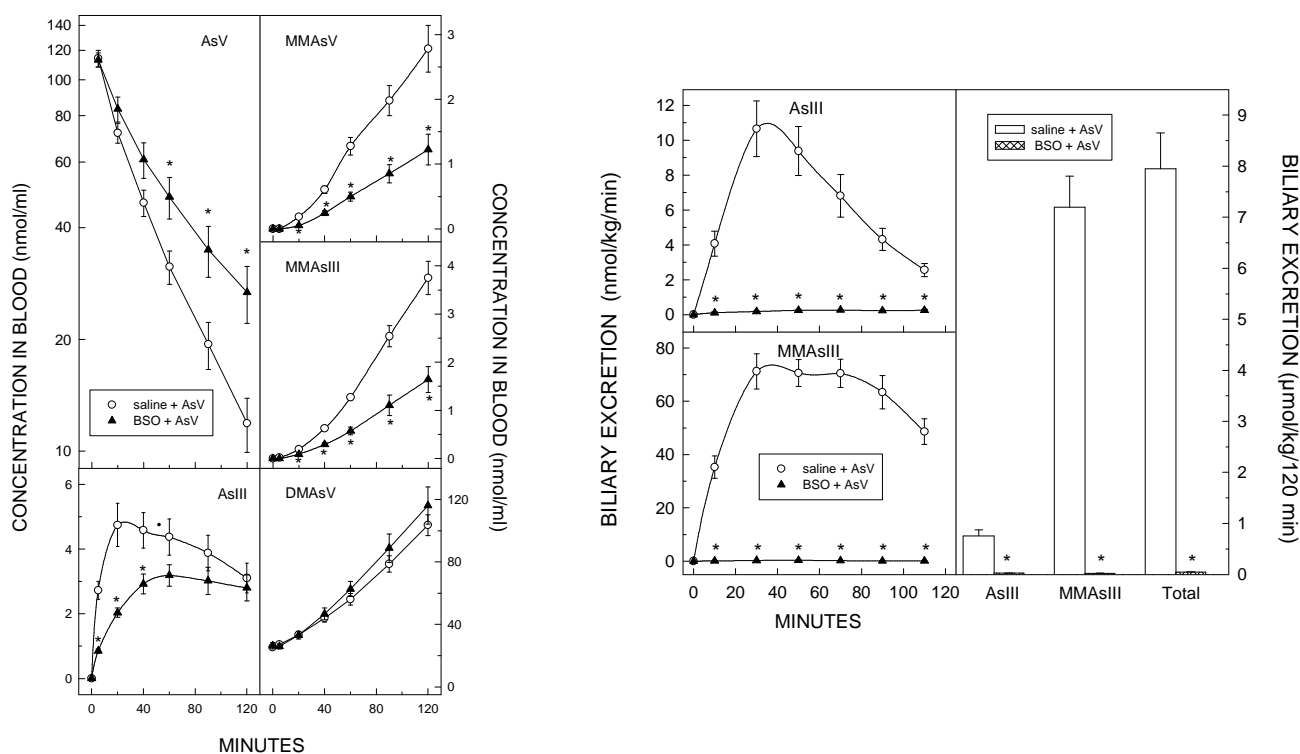 CONCENTRATION IN BLOOD (nmol/ml)
140
120
100
80
60
40
20
10
AsV
saline + AsV
BSO + AsV
*
*
*
MMAsV
3
2
1
0
*
*
*
*
*
MMAsIII
4
3
2
1
0
*
*
*
*
*
AsIII
6
4
2
0
*
*
*
0 40 80 120
DMAsV
120
80
40
0
0 40 80 120
MINUTES
CONCENTRATION IN BLOOD
(nmol/ml)
BILIARY EXCRETION (nmol/kg/min)
AsIII
12
10
8
6
4
2
0
* * * * * *
MMAsIII
80
60
40
20
0
saline + AsV
BSO + AsV
* * * * * *
0 20 40 60 80 100 120
MINUTES
saline + AsV
BSO + AsV
9
8
7
6
5
4
3
2
1
0
* * *
AsIII MMAsIII Total
BILIARY EXCRETION (µmol/kg/120 min)